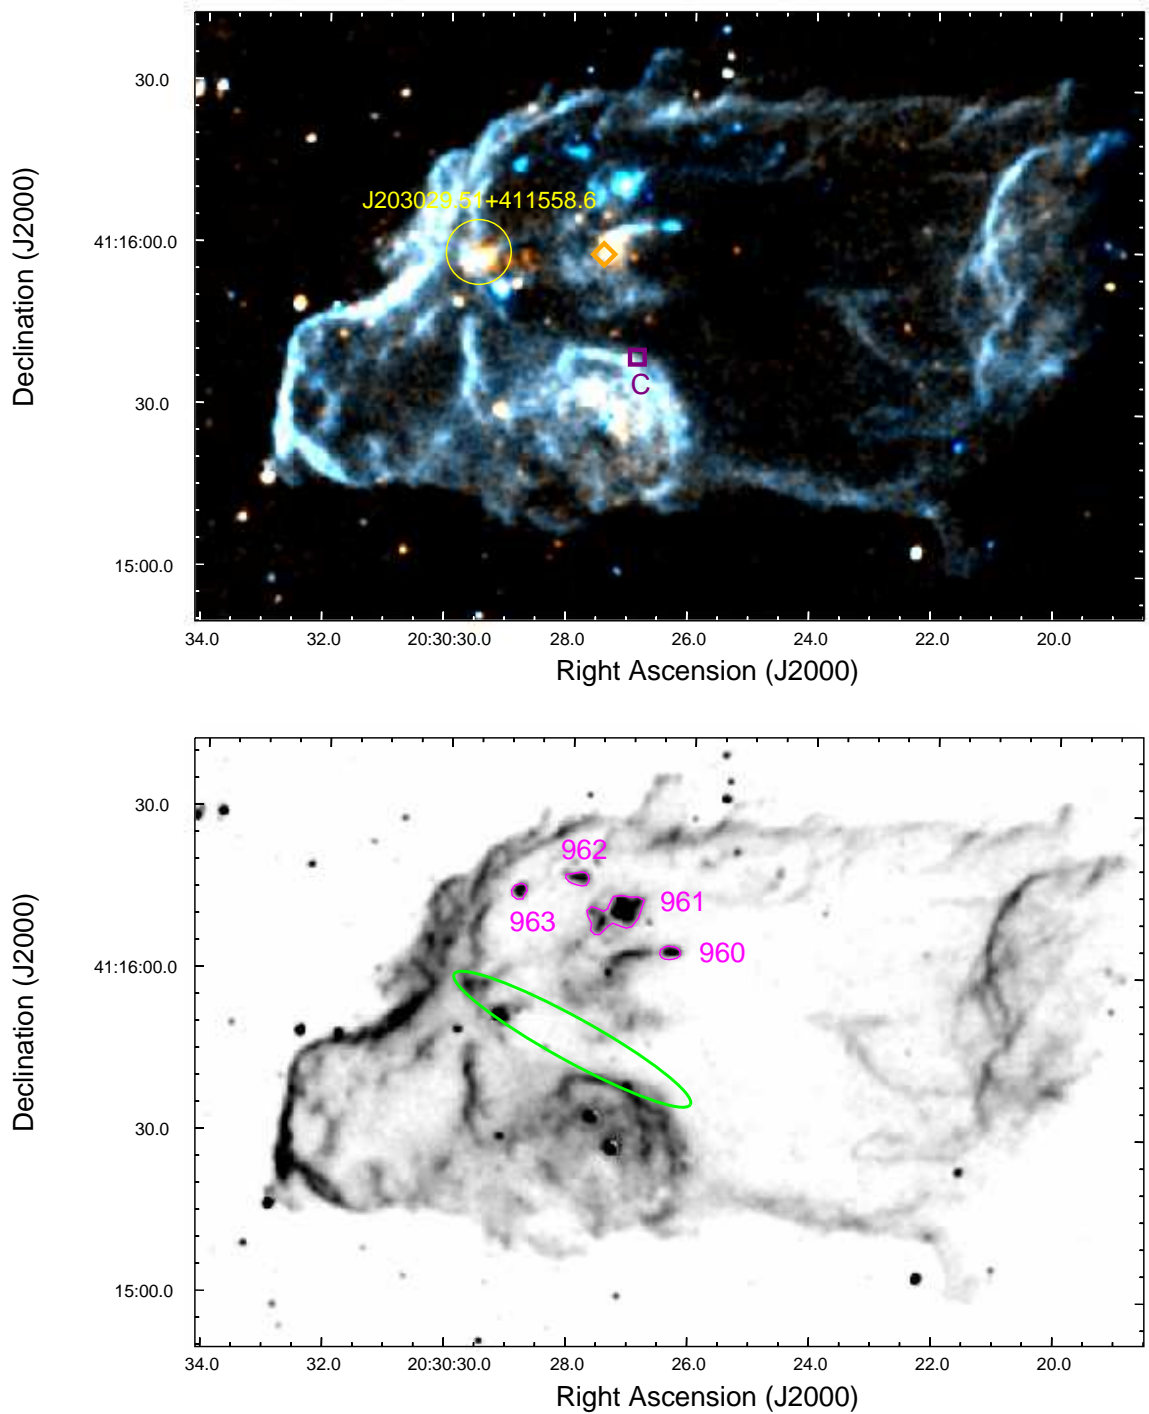 30.0
J203029.51+411558.6
41:16:00.0
C
30.0
15:00.0
Declination (J2000)
34.0 32.0 20:30:30.0 28.0 26.0 24.0 22.0 20.0
Right Ascension (J2000)
30.0
962
963
961
960
41:16:00.0
30.0
15:00.0
Declination (J2000)
34.0 32.0 20:30:30.0 28.0 26.0 24.0 22.0 20.0
Right Ascension (J2000)